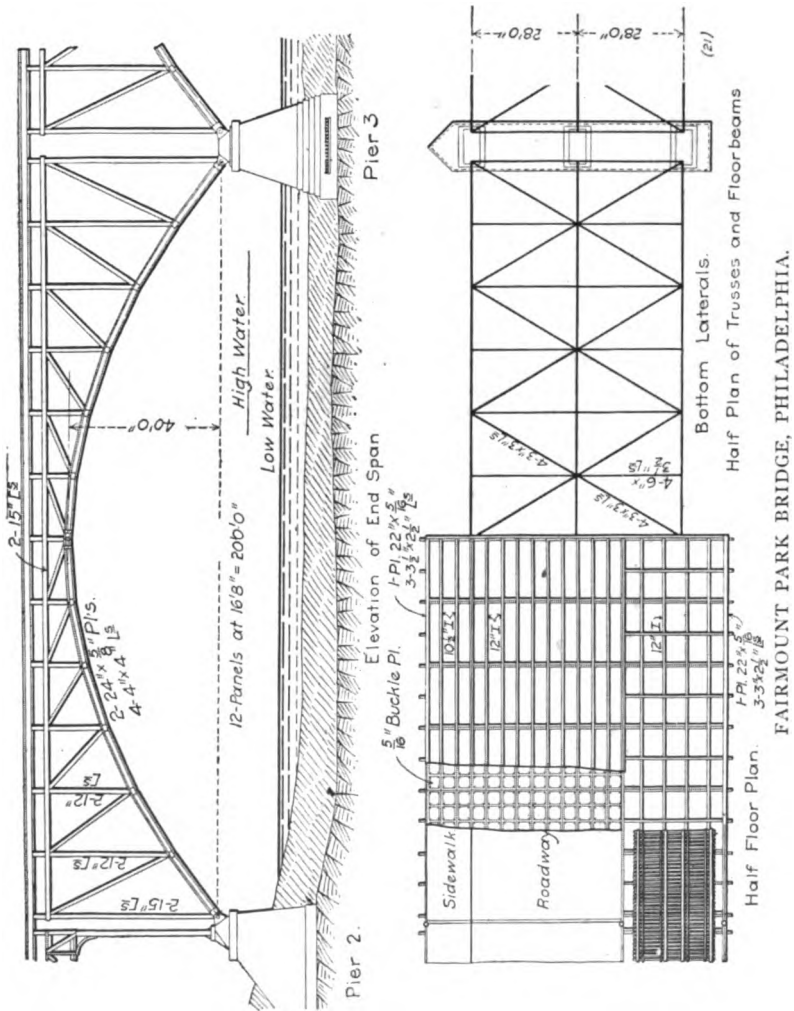 2-15" [s
40'0"
High Water.
Low Water.
12-Panels at 16'8" = 200'0"
2-24" x 5/8" Pl's.
4-4" x 4" Ls
2-12" [s
2-12" [s
2-15" [s
Pier 2.
Pier 3
Elevation of End Span
1-Pl. 22" x 5/16"
3-3½" x 2½" Ls
5/16" Buckle Pl.
10½" I
12" I
12" I
Sidewalk
Roadway
1-Pl. 22" x 5/16"
3-3½ x 2½" Ls
Half Floor Plan.
4-3" x 3" Ls
4-6" x
3½" Ls
4-3" x 3" Ls
28'0"
28'0"
(21)
Bottom Laterals.
Half Plan of Trusses and Floorbeams
FAIRMOUNT PARK BRIDGE, PHILADELPHIA.